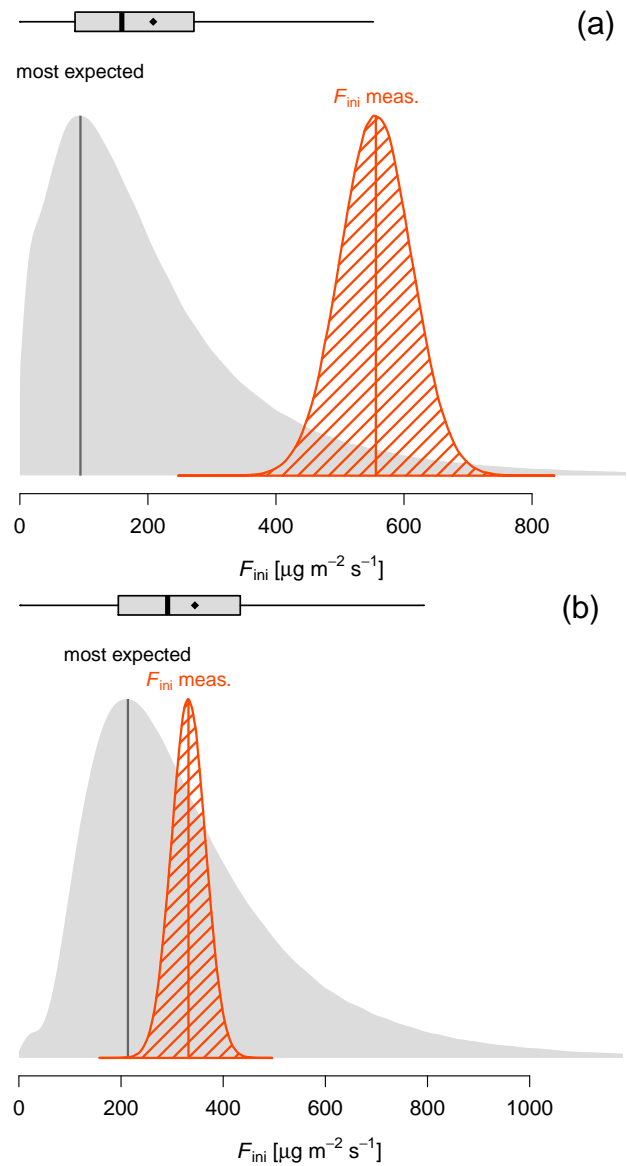 (a)
most expected
F_ini meas.
0 200 400 600 800
F_ini [μg m⁻² s⁻¹]
(b)
most expected
F_ini meas.
0 200 400 600 800 1000
F_ini [μg m⁻² s⁻¹]